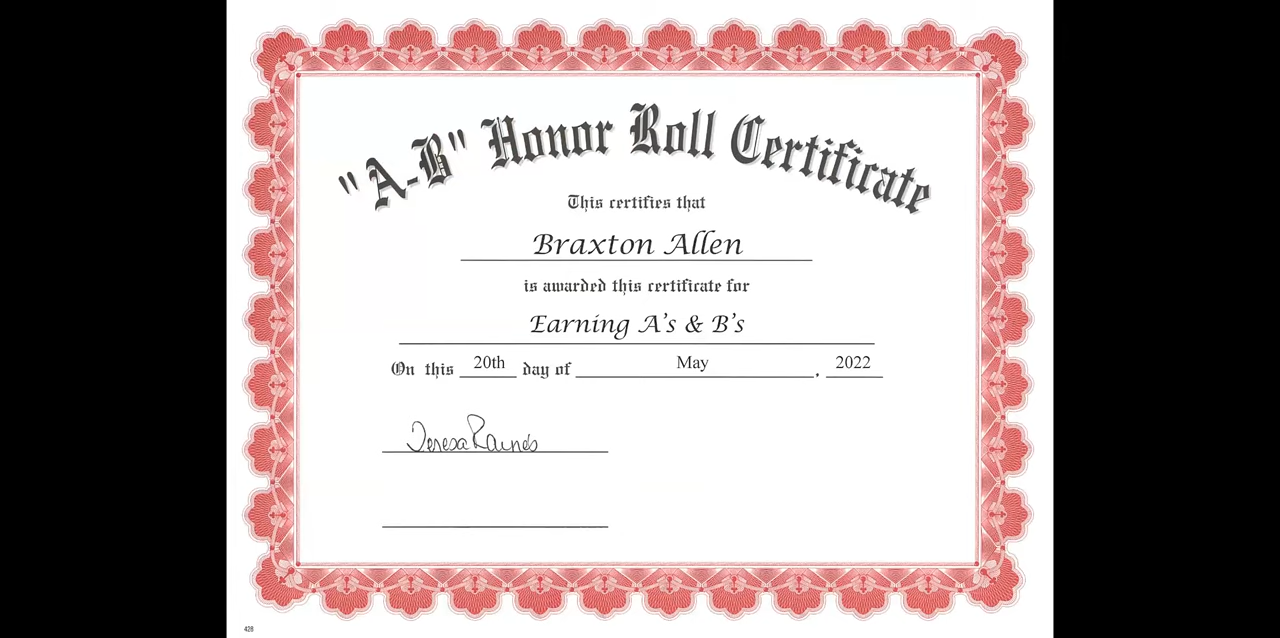 "A-B" Honor Roll Certificate
This certifies that
Braxton Allen
is awarded this certificate for
Earning A's & B's
On this 20th day of May, 2022
Teresa Raines
428